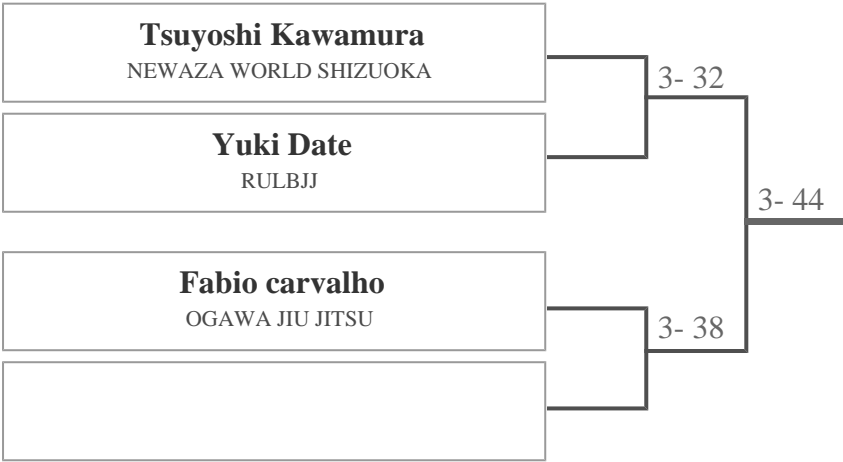 Tsuyoshi Kawamura
NEWAZA WORLD SHIZUOKA
3- 32
Yuki Date
RULBJJ
3- 44
Fabio carvalho
OGAWA JIU JITSU
3- 38